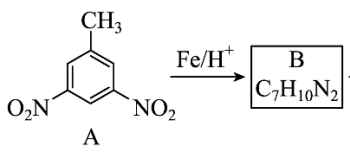 CH₃
O₂N
NO₂
A
Fe/H⁺
B
C₇H₁₀N₂